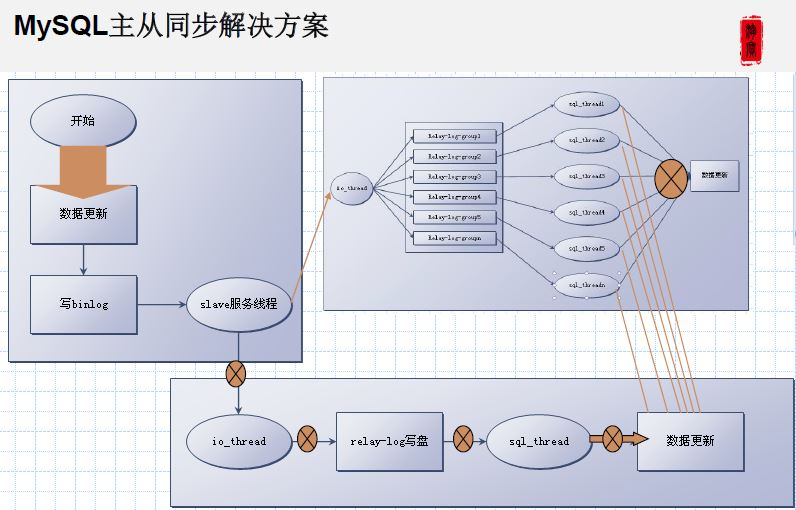 MySQL主从同步解决方案
开始
数据更新
写binlog
slave服务线程
io_thread
Relay-log-group1
Relay-log-group2
Relay-log-group3
Relay-log-group4
Relay-log-group5
Relay-log-groupn
sql_thread1
sql_thread2
sql_thread3
sql_thread4
sql_thread5
sql_threadn
数据更新
io_thread
relay-log写盘
sql_thread
数据更新